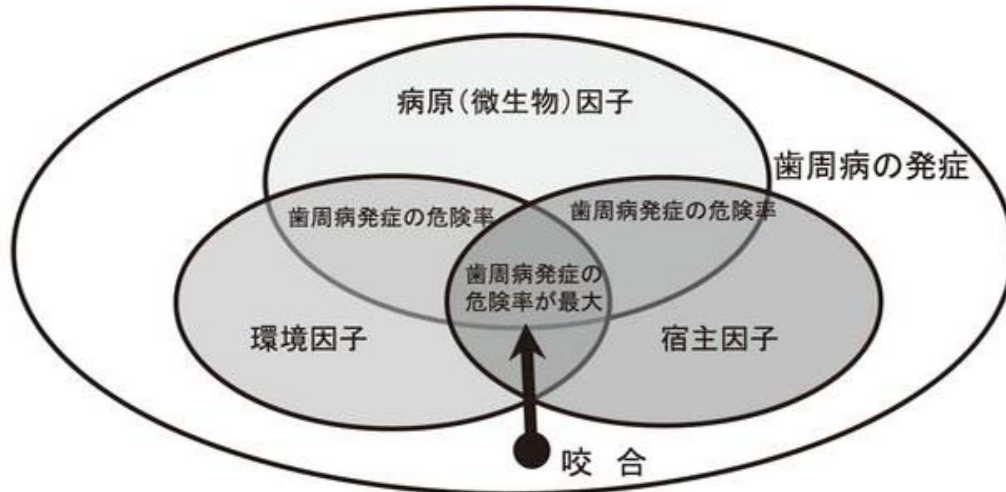 病原(微生物)因子
歯周病の発症
歯周病発症の危険率
歯周病発症の危険率
歯周病発症の
危険率が最大
環境因子
宿主因子
咬 合